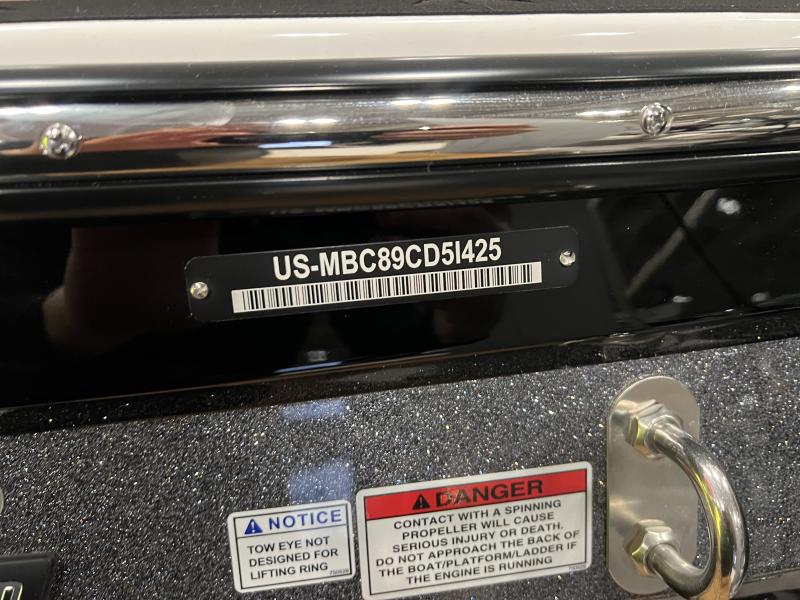 US-MBC89CD5I425
NOTICE
TOW EYE NOT
DESIGNED FOR
LIFTING RING
DANGER
CONTACT WITH A SPINNING
PROPELLER WILL CAUSE
SERIOUS INJURY OR DEATH.
DO NOT APPROACH THE BACK OF
THE BOAT/PLATFORM/LADDER IF
THE ENGINE IS RUNNING